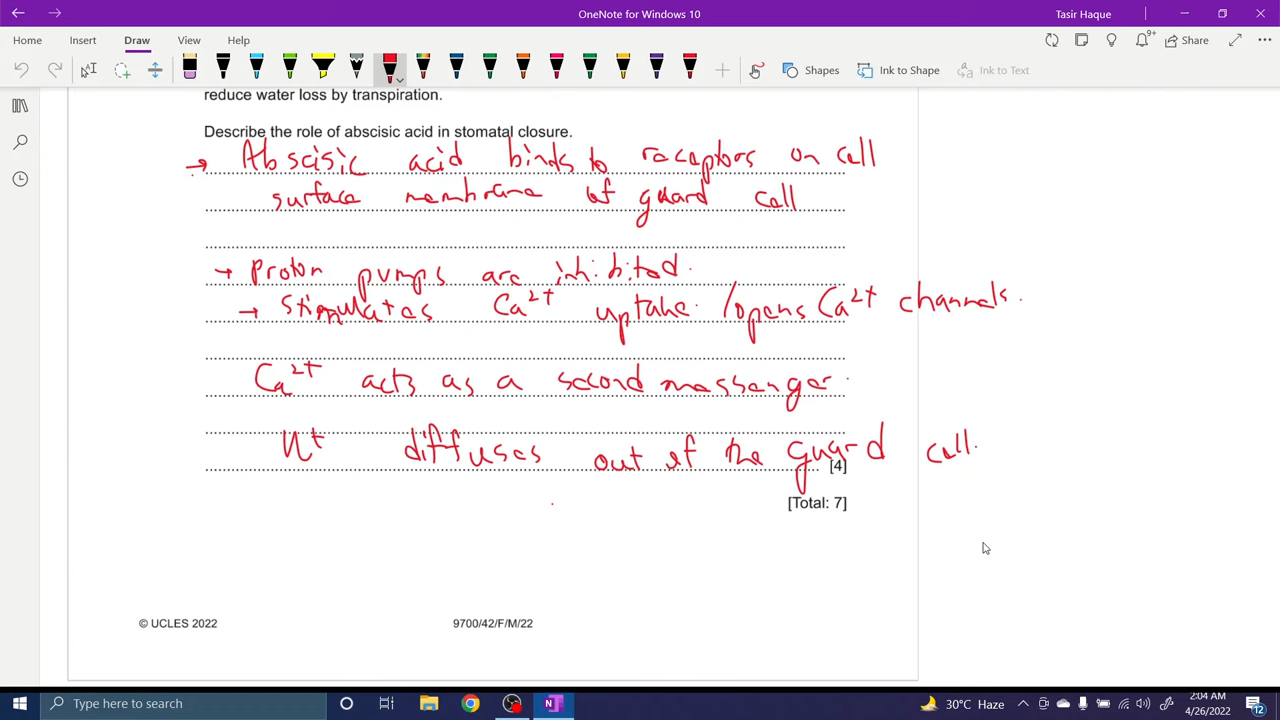 OneNote for Windows 10
Tasir Haque
Home Insert Draw View Help
Share
Shapes
Ink to Shape
Ink to Text
reduce water loss by transpiration.
Describe the role of abscisic acid in stomatal closure.
→ Abscisic acid binds to receptors on cell
surface membrane of guard cell
→ Proton pumps are inhibited.
→ Stimulates Ca2+ uptake. /opens Ca2+ channels.
Ca2+ acts as a second messenger.
K+ diffuses out of the guard cell.
[4]
[Total: 7]
© UCLES 2022
9700/42/F/M/22
Type here to search
30°C Haze
2:04 AM
4/26/2022
12